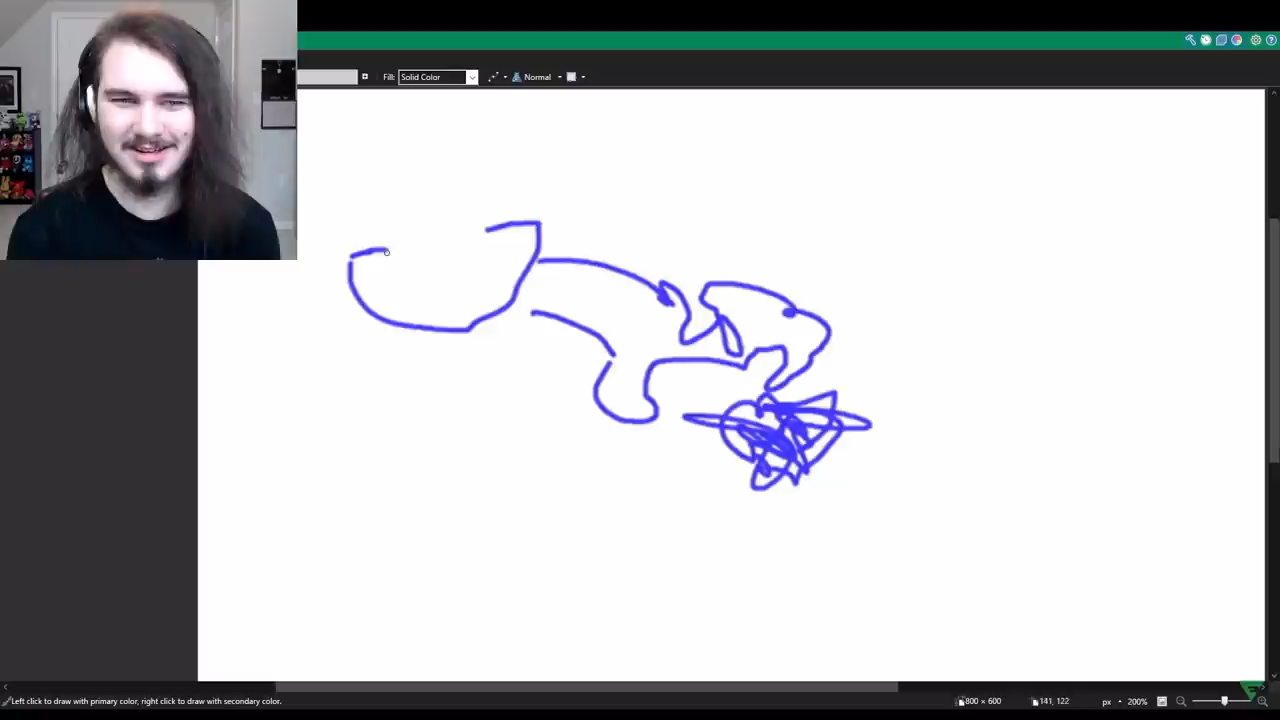 Fill: Solid Color Normal
Left click to draw with primary color, right click to draw with secondary color. 800 × 600 141, 122 px 200%